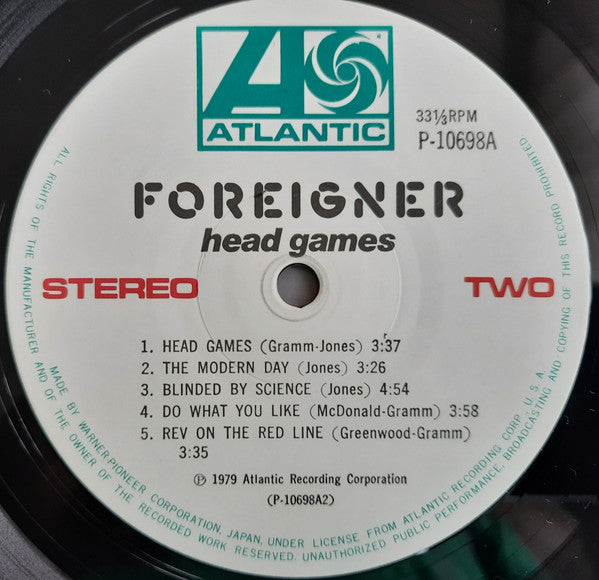 ATLANTIC
33⅓RPM
P-10698A
FOREIGNER
head games
STEREO
TWO
1. HEAD GAMES (Gramm-Jones) 3:37
2. THE MODERN DAY (Jones) 3:26
3. BLINDED BY SCIENCE (Jones) 4:54
4. DO WHAT YOU LIKE (McDonald-Gramm) 3:58
5. REV ON THE RED LINE (Greenwood-Gramm)
3:35
℗ 1979 Atlantic Recording Corporation
(P-10698A2)
MADE BY WARNER-PIONEER CORPORATION, JAPAN, UNDER LICENSE FROM ATLANTIC RECORDING CORP., U.S.A.
ALL RIGHTS OF THE MANUFACTURER AND OF THE OWNER OF THE RECORDED WORK RESERVED. UNAUTHORIZED PUBLIC PERFORMANCE, BROADCASTING AND COPYING OF THIS RECORD PROHIBITED.